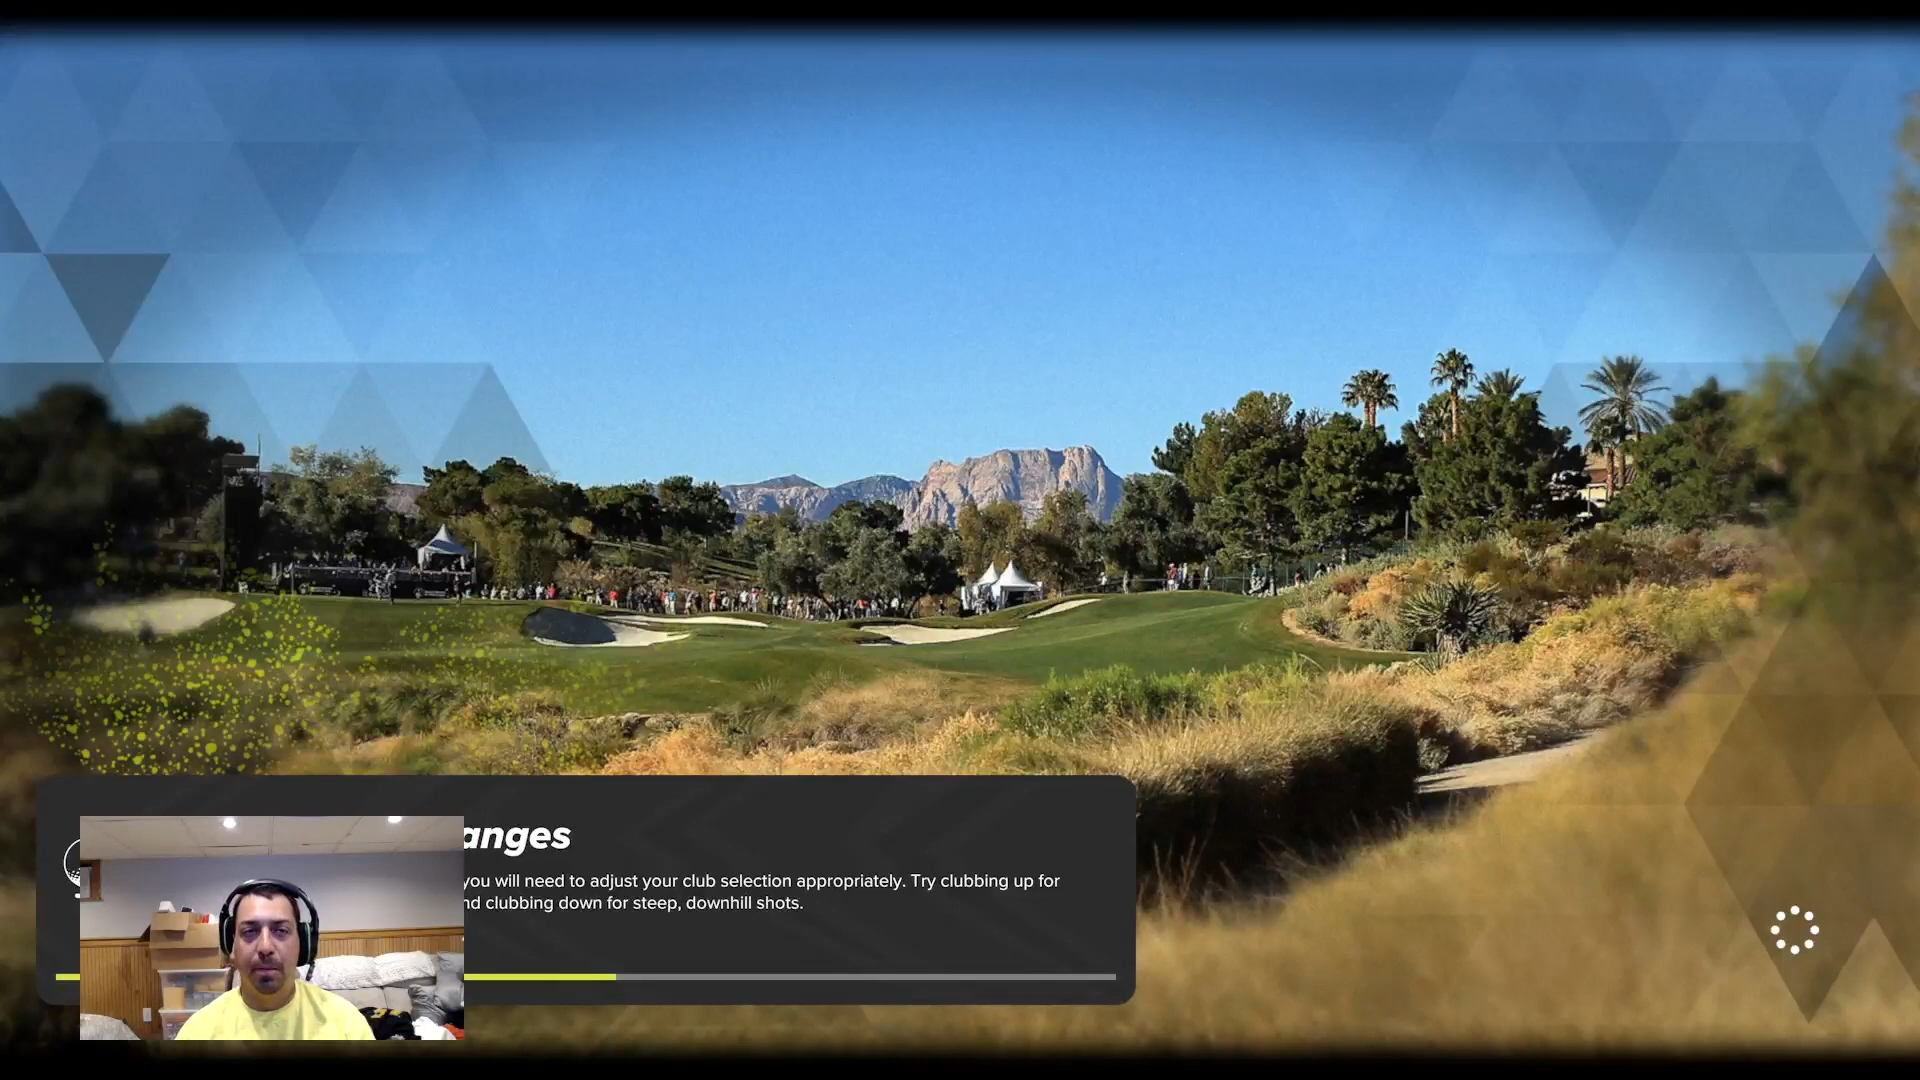 anges
you will need to adjust your club selection appropriately. Try clubbing up for
nd clubbing down for steep, downhill shots.